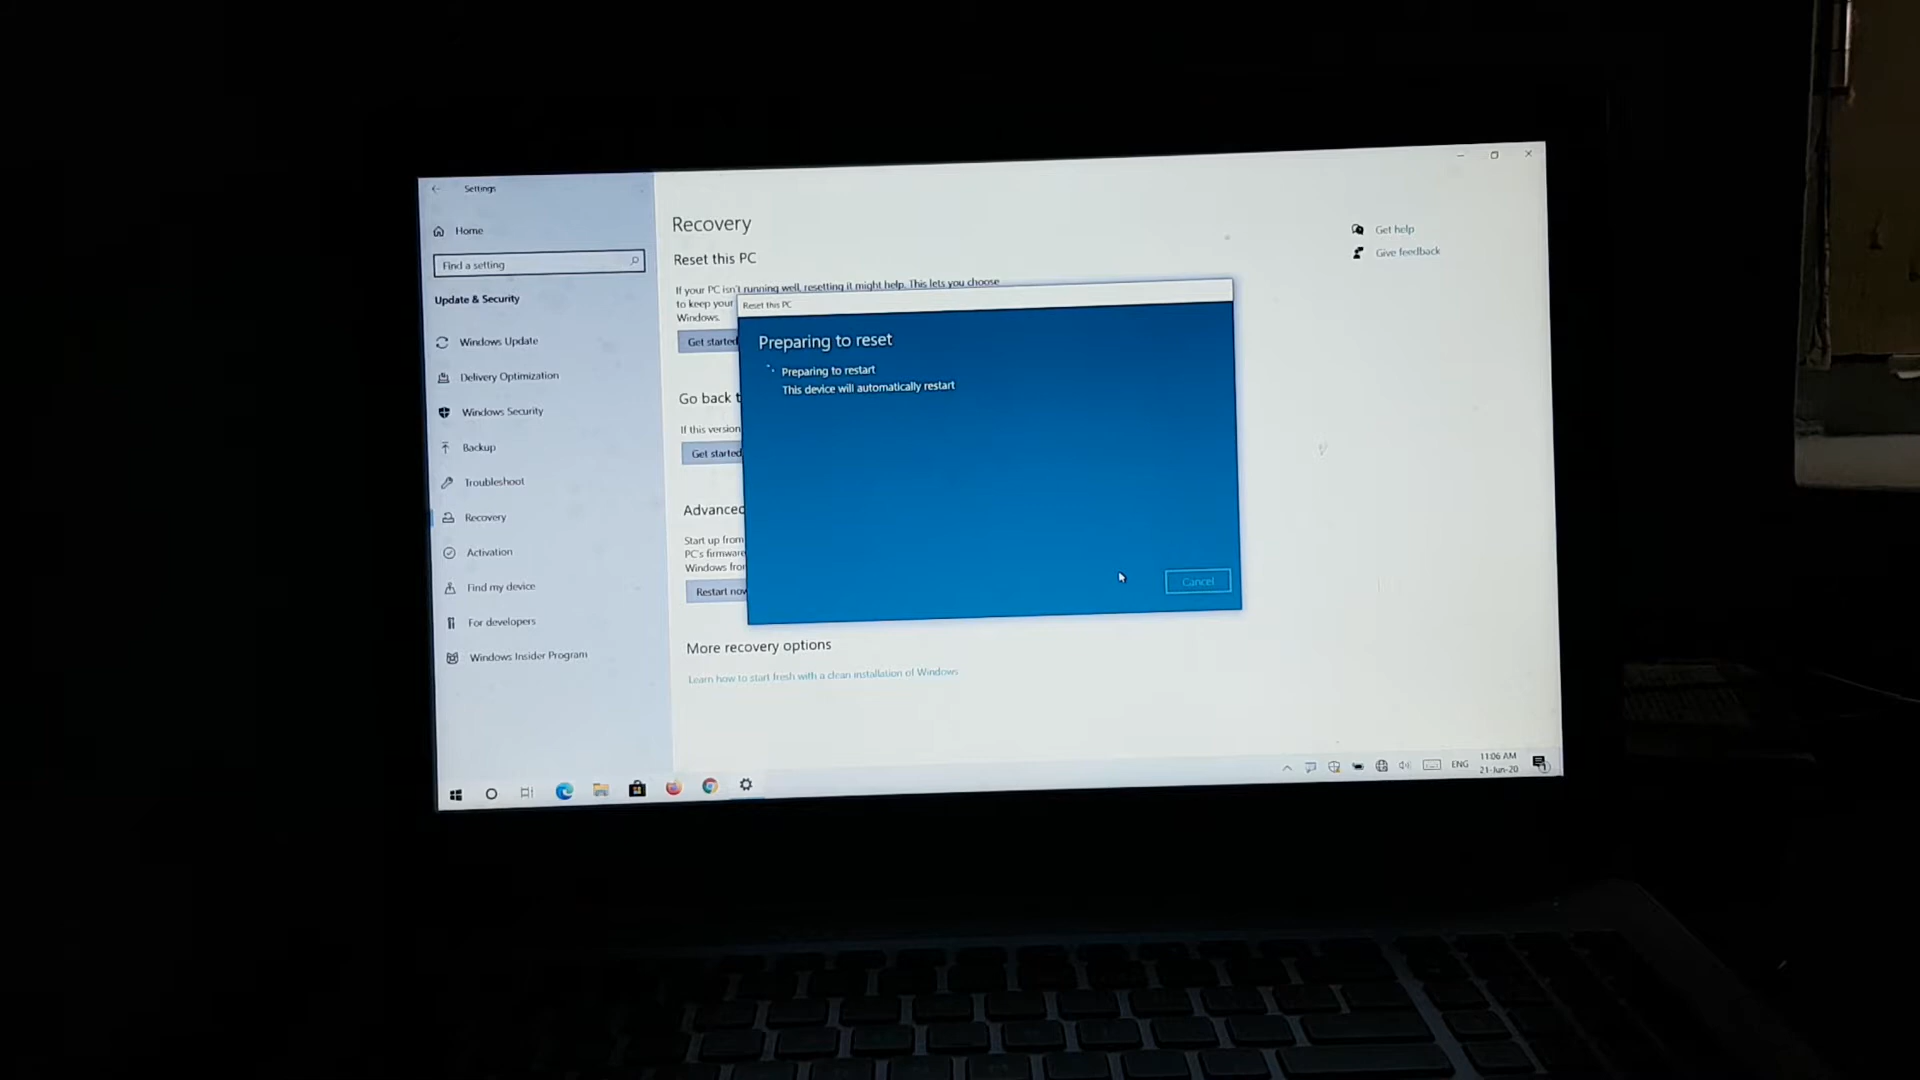 Settings
Home
Find a setting
Update & Security
Windows Update
Delivery Optimization
Windows Security
Backup
Troubleshoot
Recovery
Activation
Find my device
For developers
Windows Insider Program
Recovery
Reset this PC
If your PC isn't running well, resetting it might help. This lets you choose
to keep your
Windows.
Get started
Go back t
If this version
Get started
Advanced
Start up from
PC's firmware
Windows from
Restart now
More recovery options
Learn how to start fresh with a clean installation of Windows
Get help
Give feedback
Reset this PC
Preparing to reset
Preparing to restart
This device will automatically restart
Cancel
ENG
11:06 AM
21-Jun-20